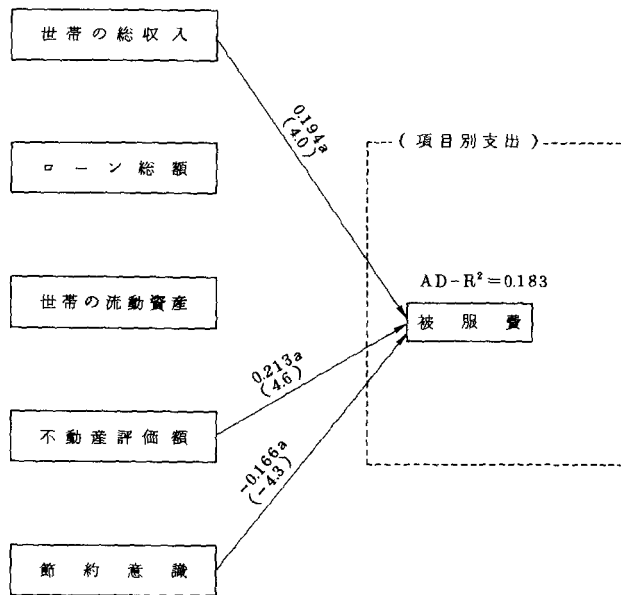 世帯の総収入
0.194a
(4.0)
(項目別支出)
ローン総額
世帯の流動資産
AD-R²=0.183
被服費
0.213a
(4.6)
不動産評価額
-0.166a
(-4.3)
節約意識